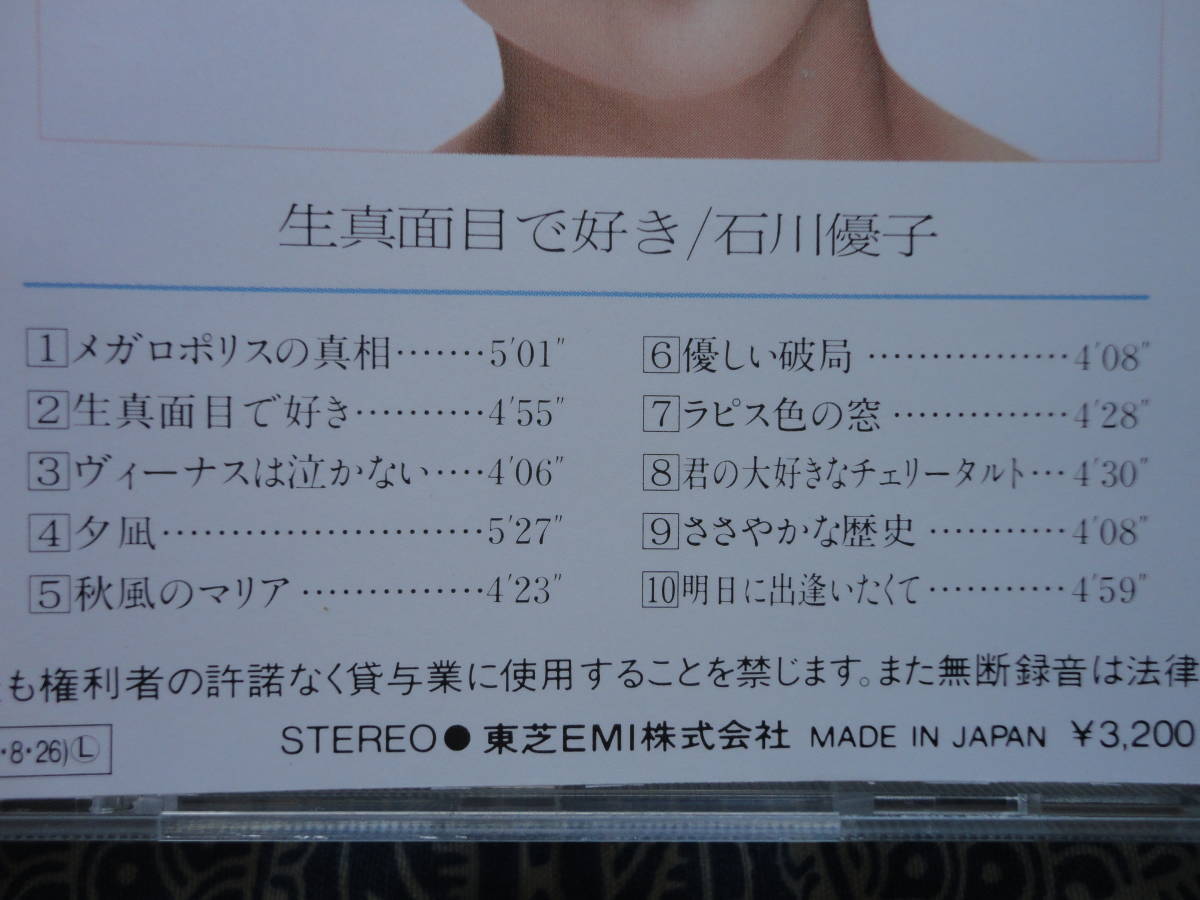 生真面目で好き/石川優子
1 メガロポリスの真相‥‥‥‥5'01"
2 生真面目で好き‥‥‥‥‥4'55"
3 ヴィーナスは泣かない‥‥4'06"
4 夕凪‥‥‥‥‥‥‥‥‥‥‥‥5'27"
5 秋風のマリア‥‥‥‥‥‥‥4'23"
6 優しい破局‥‥‥‥‥‥‥‥4'08"
7 ラピス色の窓‥‥‥‥‥‥‥4'28"
8 君の大好きなチェリータルト‥‥4'30"
9 ささやかな歴史‥‥‥‥‥‥4'08"
10 明日に出逢いたくて‥‥‥‥‥4'59"
も権利者の許諾なく貸与業に使用することを禁じます。また無断録音は法律
・8・26)Ⓛ STEREO● 東芝EMI株式会社 MADE IN JAPAN ¥3,200